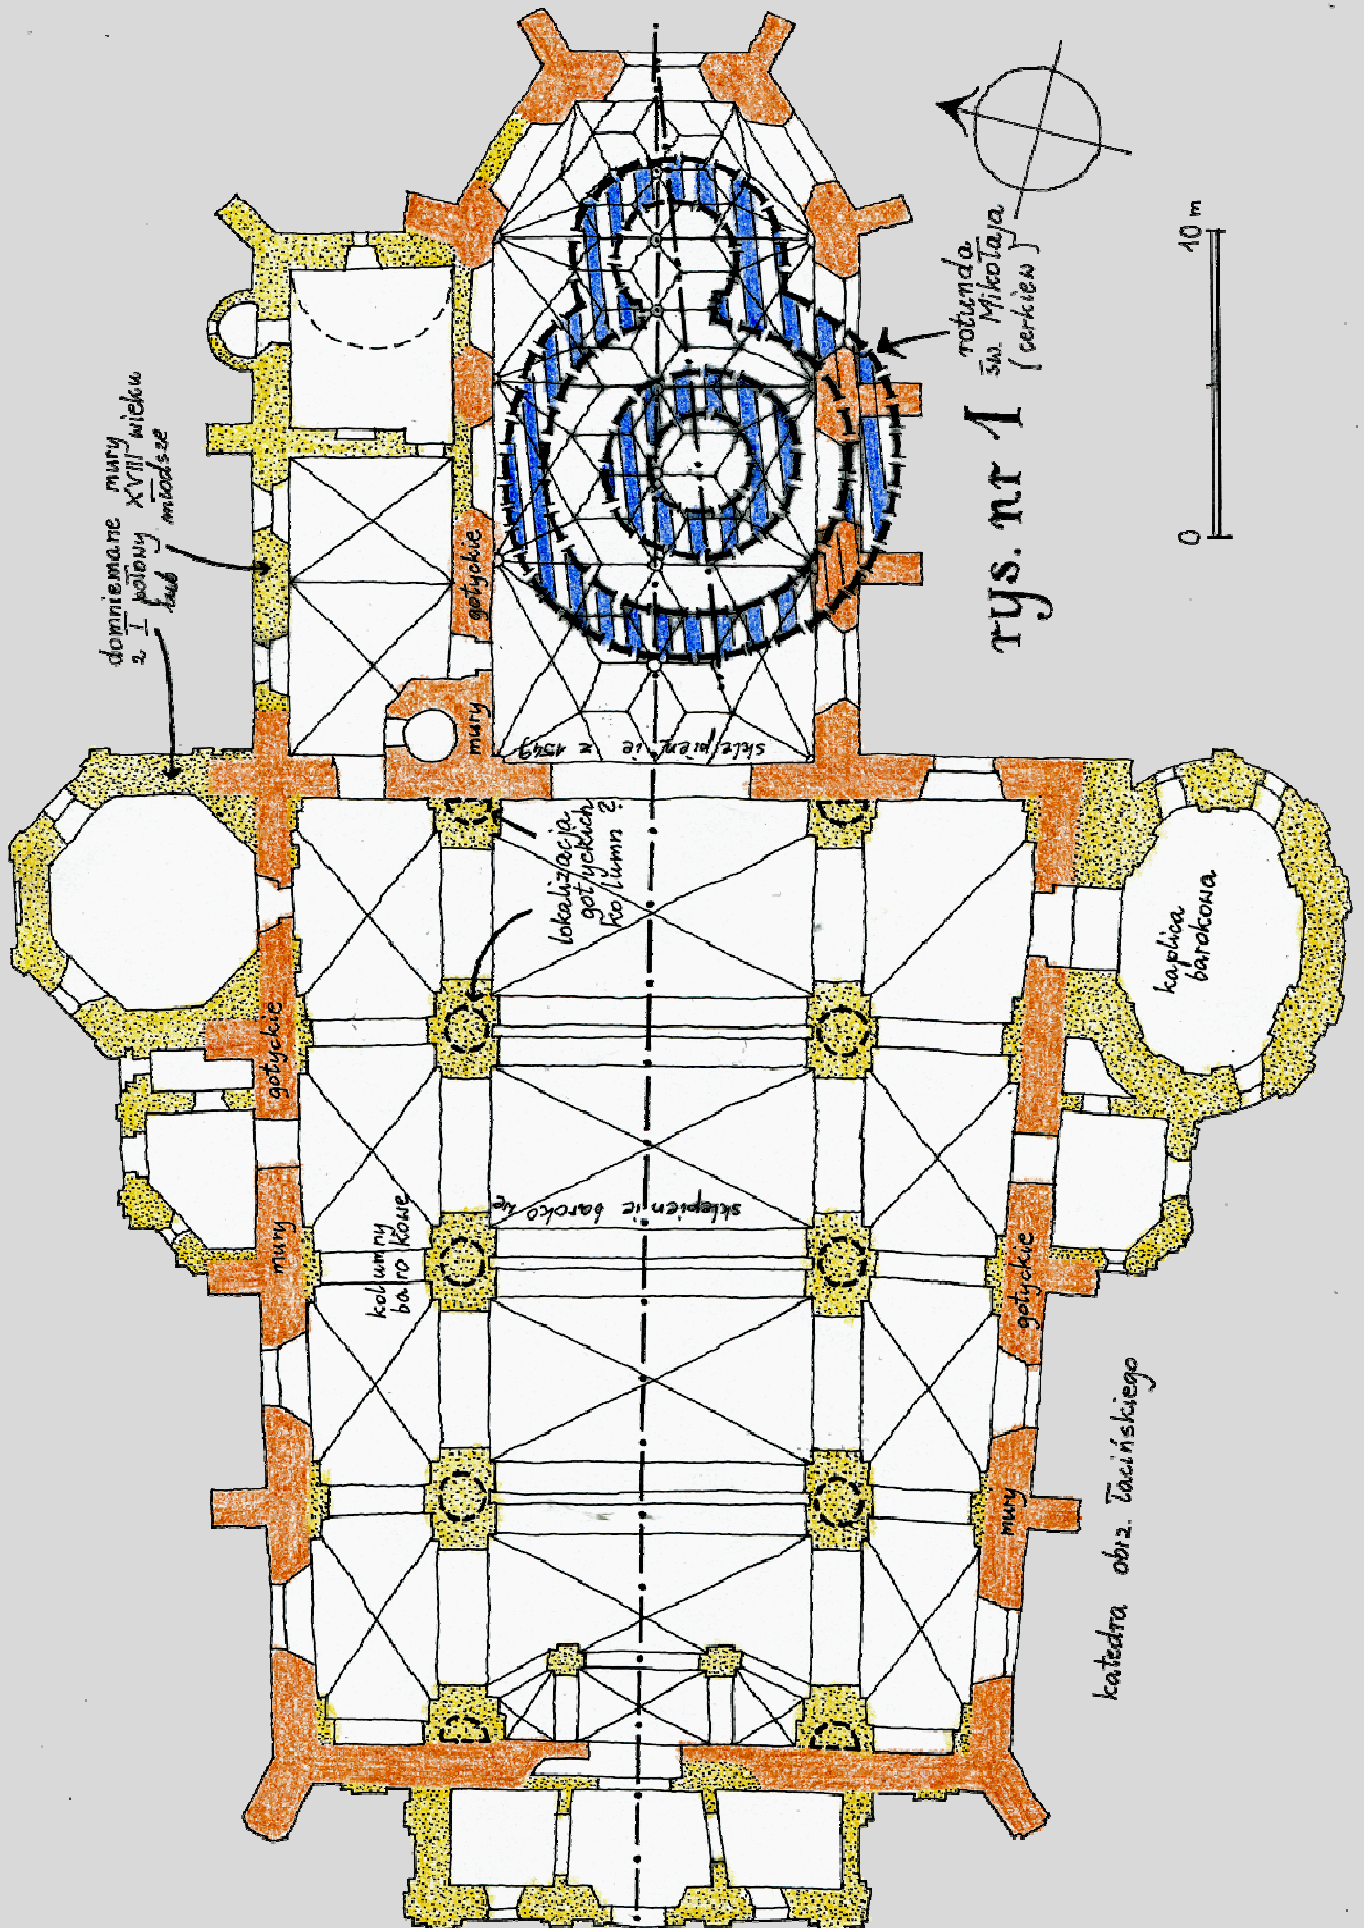 domniemane mury
z I połowy XVIII wieku
lub młodsze
rotunda
św Mikołaja
(cerkiew)
10 m
0
rys. nr 1
gotyckie
mury
sklepienie z 1549
lokalizacja
gotyckich
kolumn ?
kaplica
barokowa
gotyckie
mury
kolumny
barokowe
sklepienie barokowe
gotyckie
mury
katedra obrz. łacińskiego